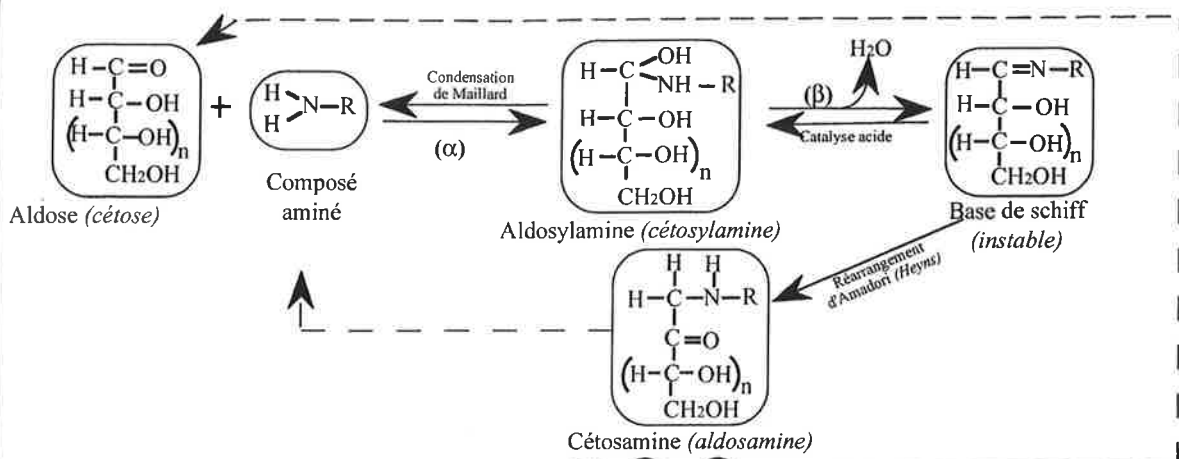 H–C=O
H–C–OH
(H–C–OH)n
CH2OH
Aldose (cétose)
+
H
N–R
H
Composé
aminé
Condensation
de Maillard
(α)
OH
H–C
NH – R
H–C–OH
(H–C–OH)n
CH2OH
Aldosylamine (cétosylamine)
H2O
(β)
Catalyse acide
H–C=N–R
H–C–OH
(H–C–OH)n
CH2OH
Base de schiff
(instable)
Réarrangement
d'Amadori (Heyns)
H H
H–C–N–R
C=O
(H–C–OH)n
CH2OH
Cétosamine (aldosamine)